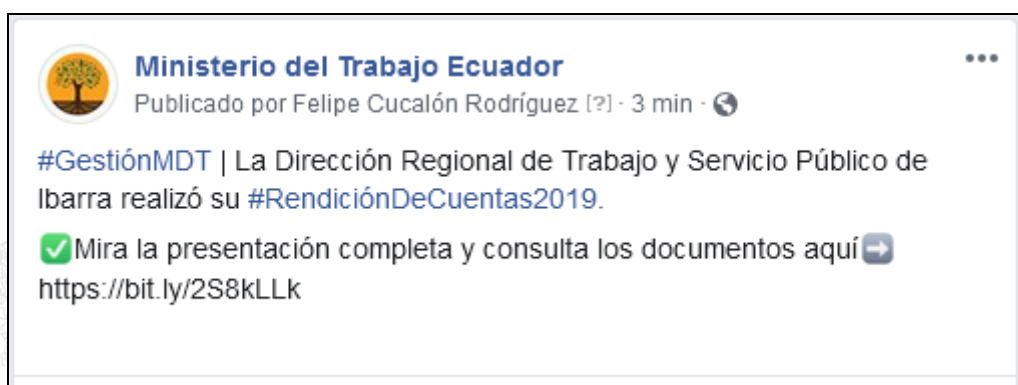 Ministerio del Trabajo Ecuador
Publicado por Felipe Cucalón Rodríguez [?] · 3 min ·
#GestiónMDT | La Dirección Regional de Trabajo y Servicio Público de
Ibarra realizó su #RendiciónDeCuentas2019.
✅Mira la presentación completa y consulta los documentos aquí➡
https://bit.ly/2S8kLLk